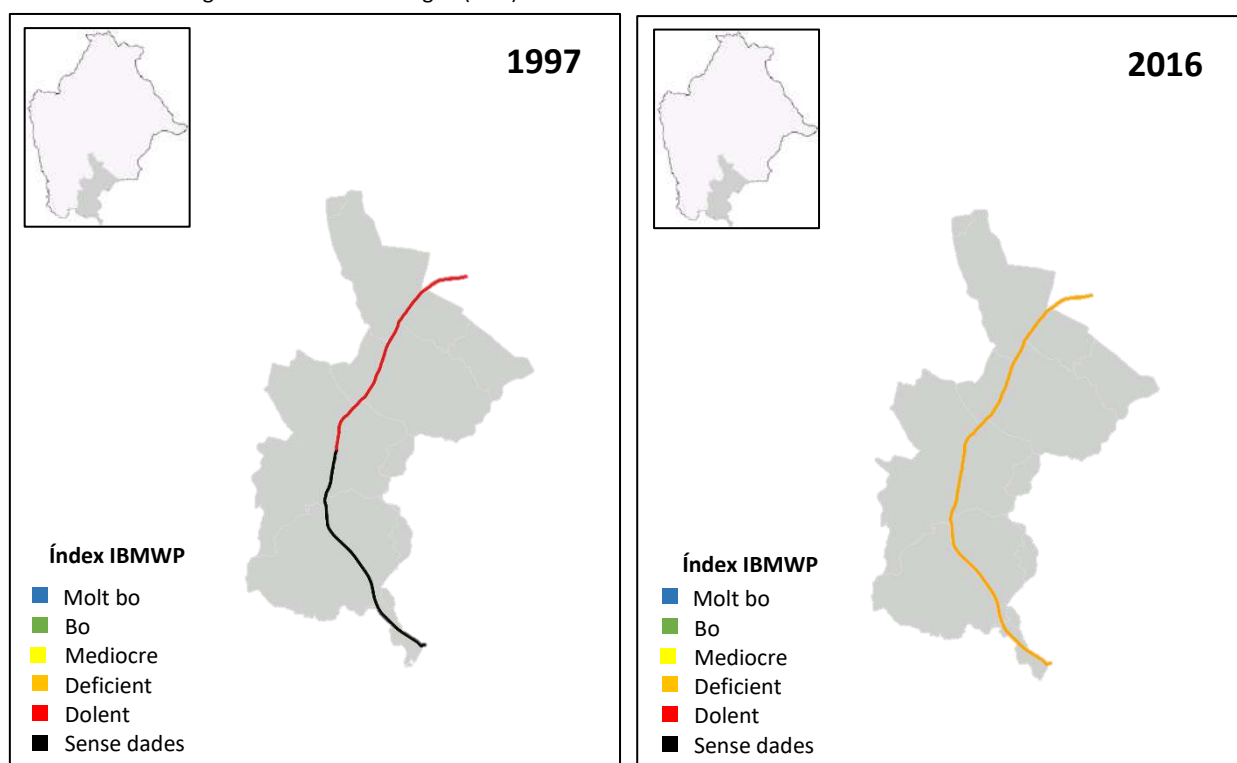 1997
Índex IBMWP
Molt bo
Bo
Mediocre
Deficient
Dolent
Sense dades
2016
Índex IBMWP
Molt bo
Bo
Mediocre
Deficient
Dolent
Sense dades